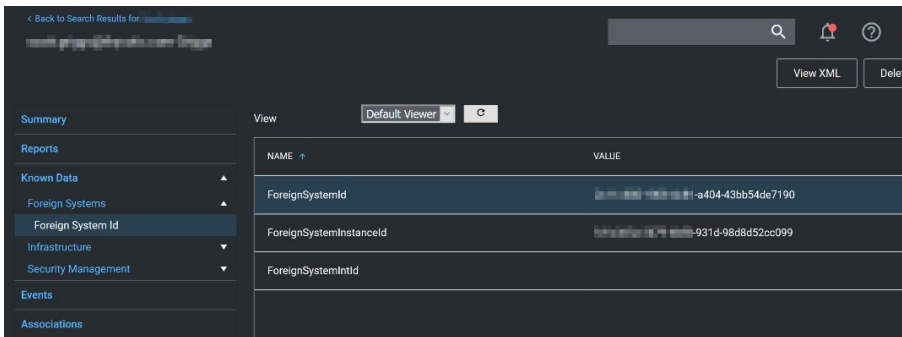 < Back to Search Results for
View XML Dele
Summary
View Default Viewer
Reports
NAME ↑ VALUE
Known Data
Foreign Systems
ForeignSystemId -a404-43bb54de7190
Foreign System Id
ForeignSystemInstanceId -931d-98d8d52cc099
Infrastructure
Security Management
ForeignSystemIntId
Events
Associations